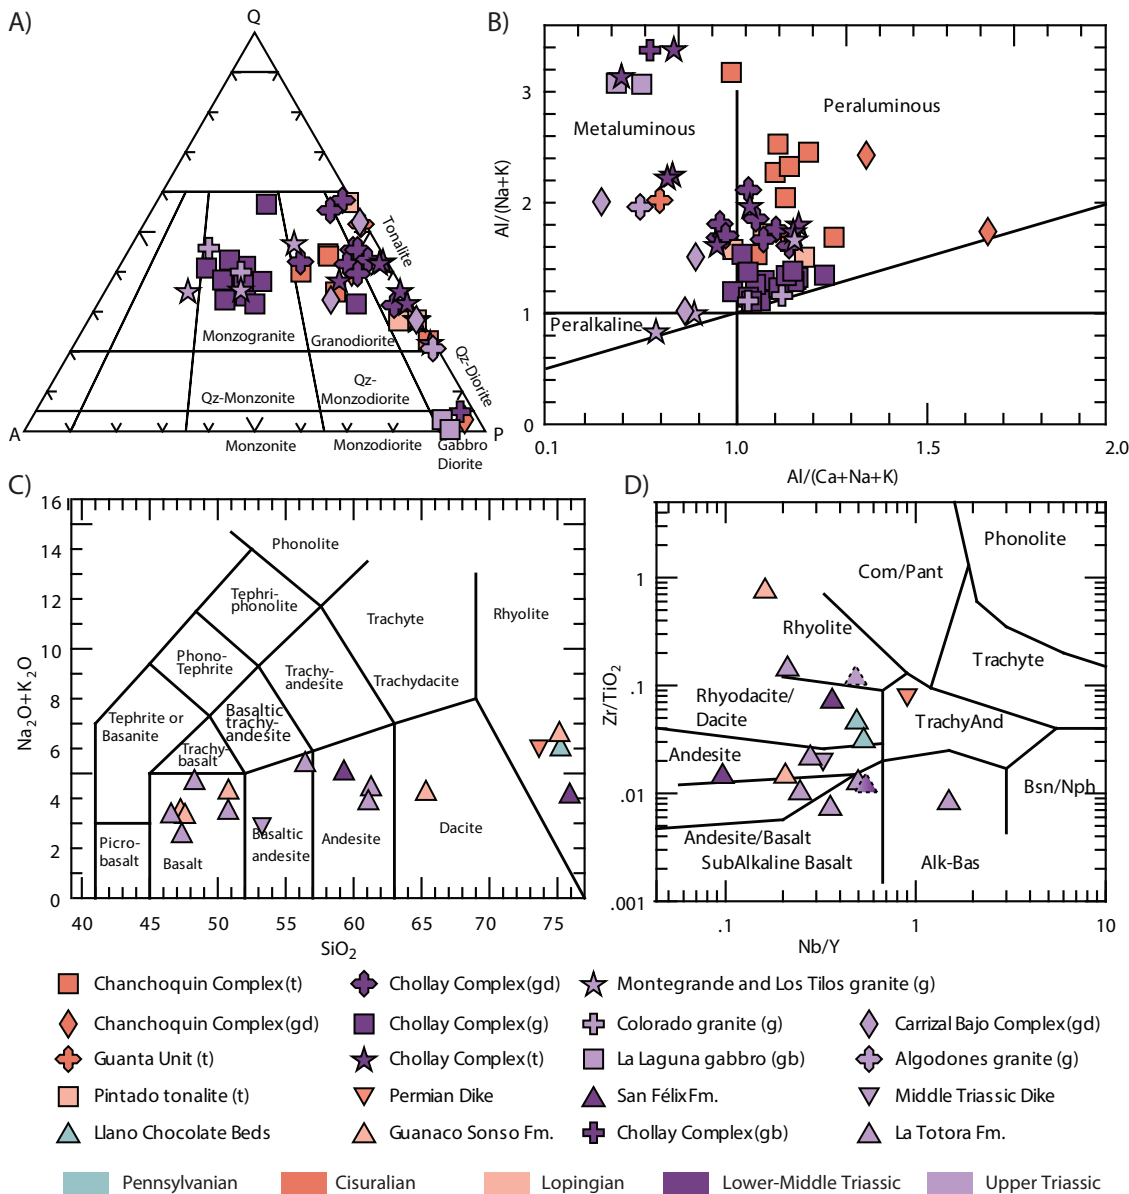 A)
Q
Tonalite
Monzogranite
Granodiorite
Qz-Diorite
Qz-Monzonite
Qz-
Monzodiorite
A
P
Monzonite
Monzodiorite
Gabbro
Diorite
B)
Al/(Na+K)
3
2
1
0
Metaluminous
Peraluminous
Peralkaline
0.1
1.0
1.5
2.0
Al/(Ca+Na+K)
C)
Na2O+K2O
16
14
12
10
8
6
4
2
0
Phonolite
Tephri-
phonolite
Trachyte
Rhyolite
Phono-
Tephrite
Trachy-
andesite
Trachydacite
Tephrite or
Basanite
Basaltic
trachy-
andesite
Trachy-
basalt
Picro-
basalt
Basalt
Basaltic
andesite
Andesite
Dacite
40
45
50
55
60
65
70
75
SiO2
D)
Zr/TiO2
1
.1
.01
.001
Phonolite
Com/Pant
Rhyolite
Trachyte
Rhyodacite/
Dacite
TrachyAnd
Andesite
Bsn/Nph
Andesite/Basalt
SubAlkaline Basalt
Alk-Bas
.1
1
10
Nb/Y
Chanchoquin Complex(t)
Chollay Complex(gd)
Montegrande and Los Tilos granite (g)
Chanchoquin Complex(gd)
Chollay Complex(g)
Colorado granite (g)
Carrizal Bajo Complex(gd)
Guanta Unit (t)
Chollay Complex(t)
La Laguna gabbro (gb)
Algodones granite (g)
Pintado tonalite (t)
Permian Dike
San Félix Fm.
Middle Triassic Dike
Llano Chocolate Beds
Guanaco Sonso Fm.
Chollay Complex(gb)
La Totora Fm.
Pennsylvanian
Cisuralian
Lopingian
Lower-Middle Triassic
Upper Triassic